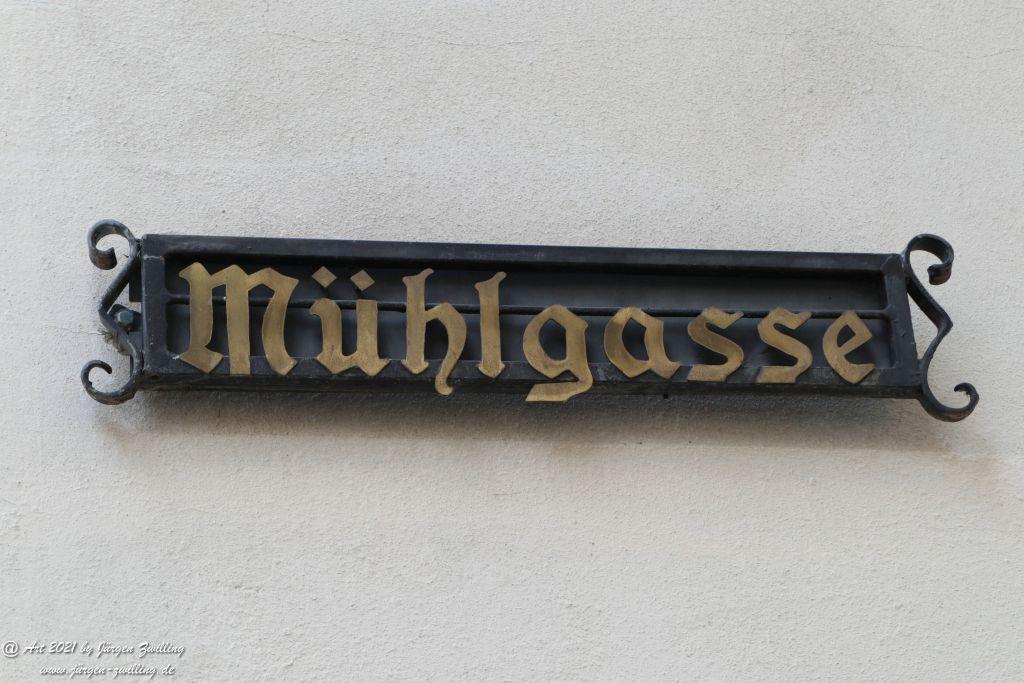 Mühlgasse
@ Art 2021 by Jürgen Zwilling
www.jürgen-zwilling.de